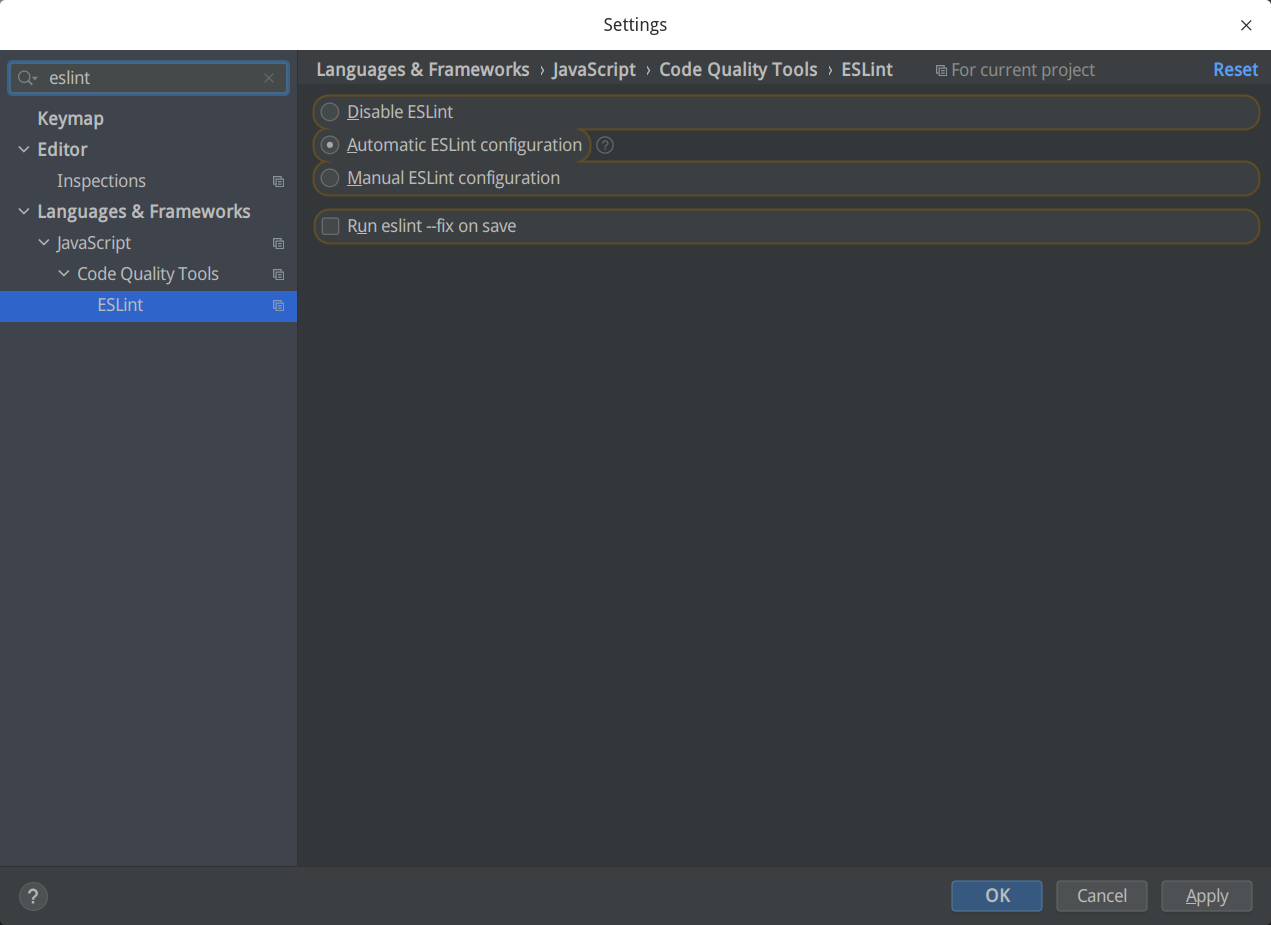 Settings
eslint
Keymap
Editor
Inspections
Languages & Frameworks
JavaScript
Code Quality Tools
ESLint
Languages & Frameworks › JavaScript › Code Quality Tools › ESLint
For current project
Reset
Disable ESLint
Automatic ESLint configuration
Manual ESLint configuration
Run eslint --fix on save
?
OK
Cancel
Apply